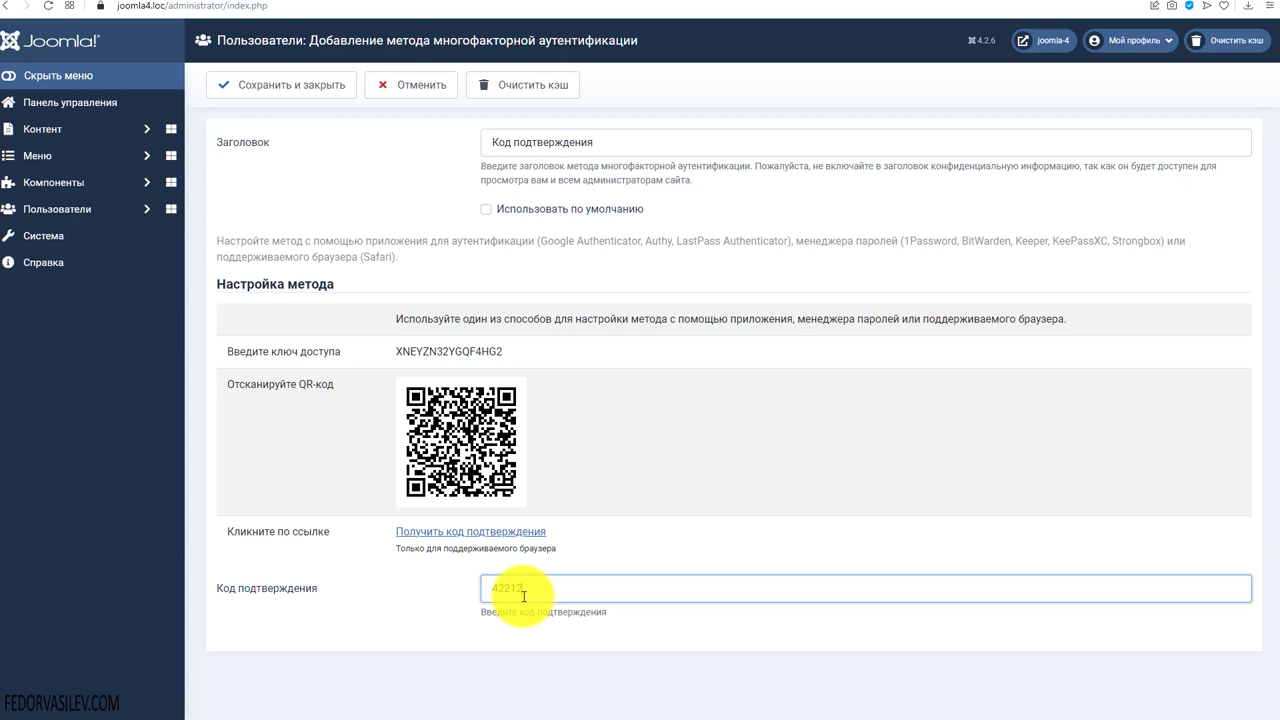 joomla4.loc/administrator/index.php
Joomla!
Пользователи: Добавление метода многофакторной аутентификации
4.2.6
joomla-4
Мой профиль
Очистить кэш
Скрыть меню
Панель управления
Контент
Меню
Компоненты
Пользователи
Система
Справка
Сохранить и закрыть
Отменить
Очистить кэш
Заголовок
Код подтверждения
Введите заголовок метода многофакторной аутентификации. Пожалуйста, не включайте в заголовок конфиденциальную информацию, так как он будет доступен для
просмотра вам и всем администраторам сайта.
Использовать по умолчанию
Настройте метод с помощью приложения для аутентификации (Google Authenticator, Authy, LastPass Authenticator), менеджера паролей (1Password, BitWarden, Keeper, KeePassXC, Strongbox) или
поддерживаемого браузера (Safari).
Настройка метода
Используйте один из способов для настройки метода с помощью приложения, менеджера паролей или поддерживаемого браузера.
Введите ключ доступа
XNEYZN32YGQF4HG2
Отсканируйте QR-код
Кликните по ссылке
Получить код подтверждения
Только для поддерживаемого браузера
Код подтверждения
42212
Введите код подтверждения
FEDORVASILEV.COM